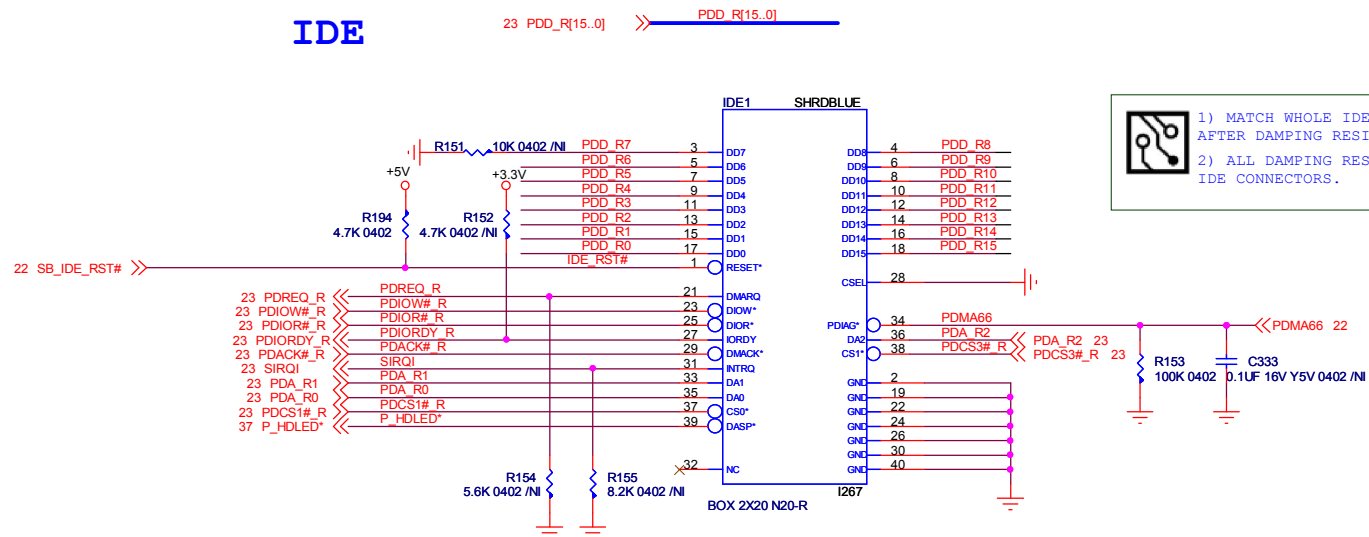 IDE
23 PDD_R[15..0]
PDD_R[15..0]
1) MATCH WHOLE IDE
AFTER DAMPING RESI
2) ALL DAMPING RES
IDE CONNECTORS.
IDE1 SHRDBLUE
R151 10K 0402 /NI PDD_R7 3 DD7 DD8 4 PDD_R8
PDD_R6 5 DD6 DD9 6 PDD_R9
+5V +3.3V PDD_R5 7 DD5 DD10 8 PDD_R10
PDD_R4 9 DD4 DD11 10 PDD_R11
PDD_R3 11 DD3 DD12 12 PDD_R12
R194 R152 PDD_R2 13 DD2 DD13 14 PDD_R13
4.7K 0402 4.7K 0402 /NI PDD_R1 15 DD1 DD14 16 PDD_R14
PDD_R0 17 DD0 DD15 18 PDD_R15
22 SB_IDE_RST# IDE_RST# 1 RESET*
CSEL 28
23 PDREQ_R PDREQ_R 21 DMARQ
23 PDIOW#_R PDIOW#_R 23 DIOW*
23 PDIOR#_R PDIOR#_R 25 DIOR* PDIAG* 34 PDMA66 PDMA66 22
23 PDIORDY_R PDIORDY_R 27 IORDY DA2 36 PDA_R2 PDA_R2 23
23 PDACK#_R PDACK#_R 29 DMACK* CS1* 38 PDCS3#_R PDCS3#_R 23
23 SIRQI SIRQI 31 INTRQ
R153 C333
100K 0402 0.1UF 16V Y5V 0402 /NI
23 PDA_R1 PDA_R1 33 DA1 GND 2
23 PDA_R0 PDA_R0 35 DA0 GND 19
23 PDCS1#_R PDCS1#_R 37 CS0* GND 22
37 P_HDLED* P_HDLED* 39 DASP* GND 24
GND 26
GND 30
32 NC GND 40
R154 R155
5.6K 0402 /NI 8.2K 0402 /NI
I267
BOX 2X20 N20-R